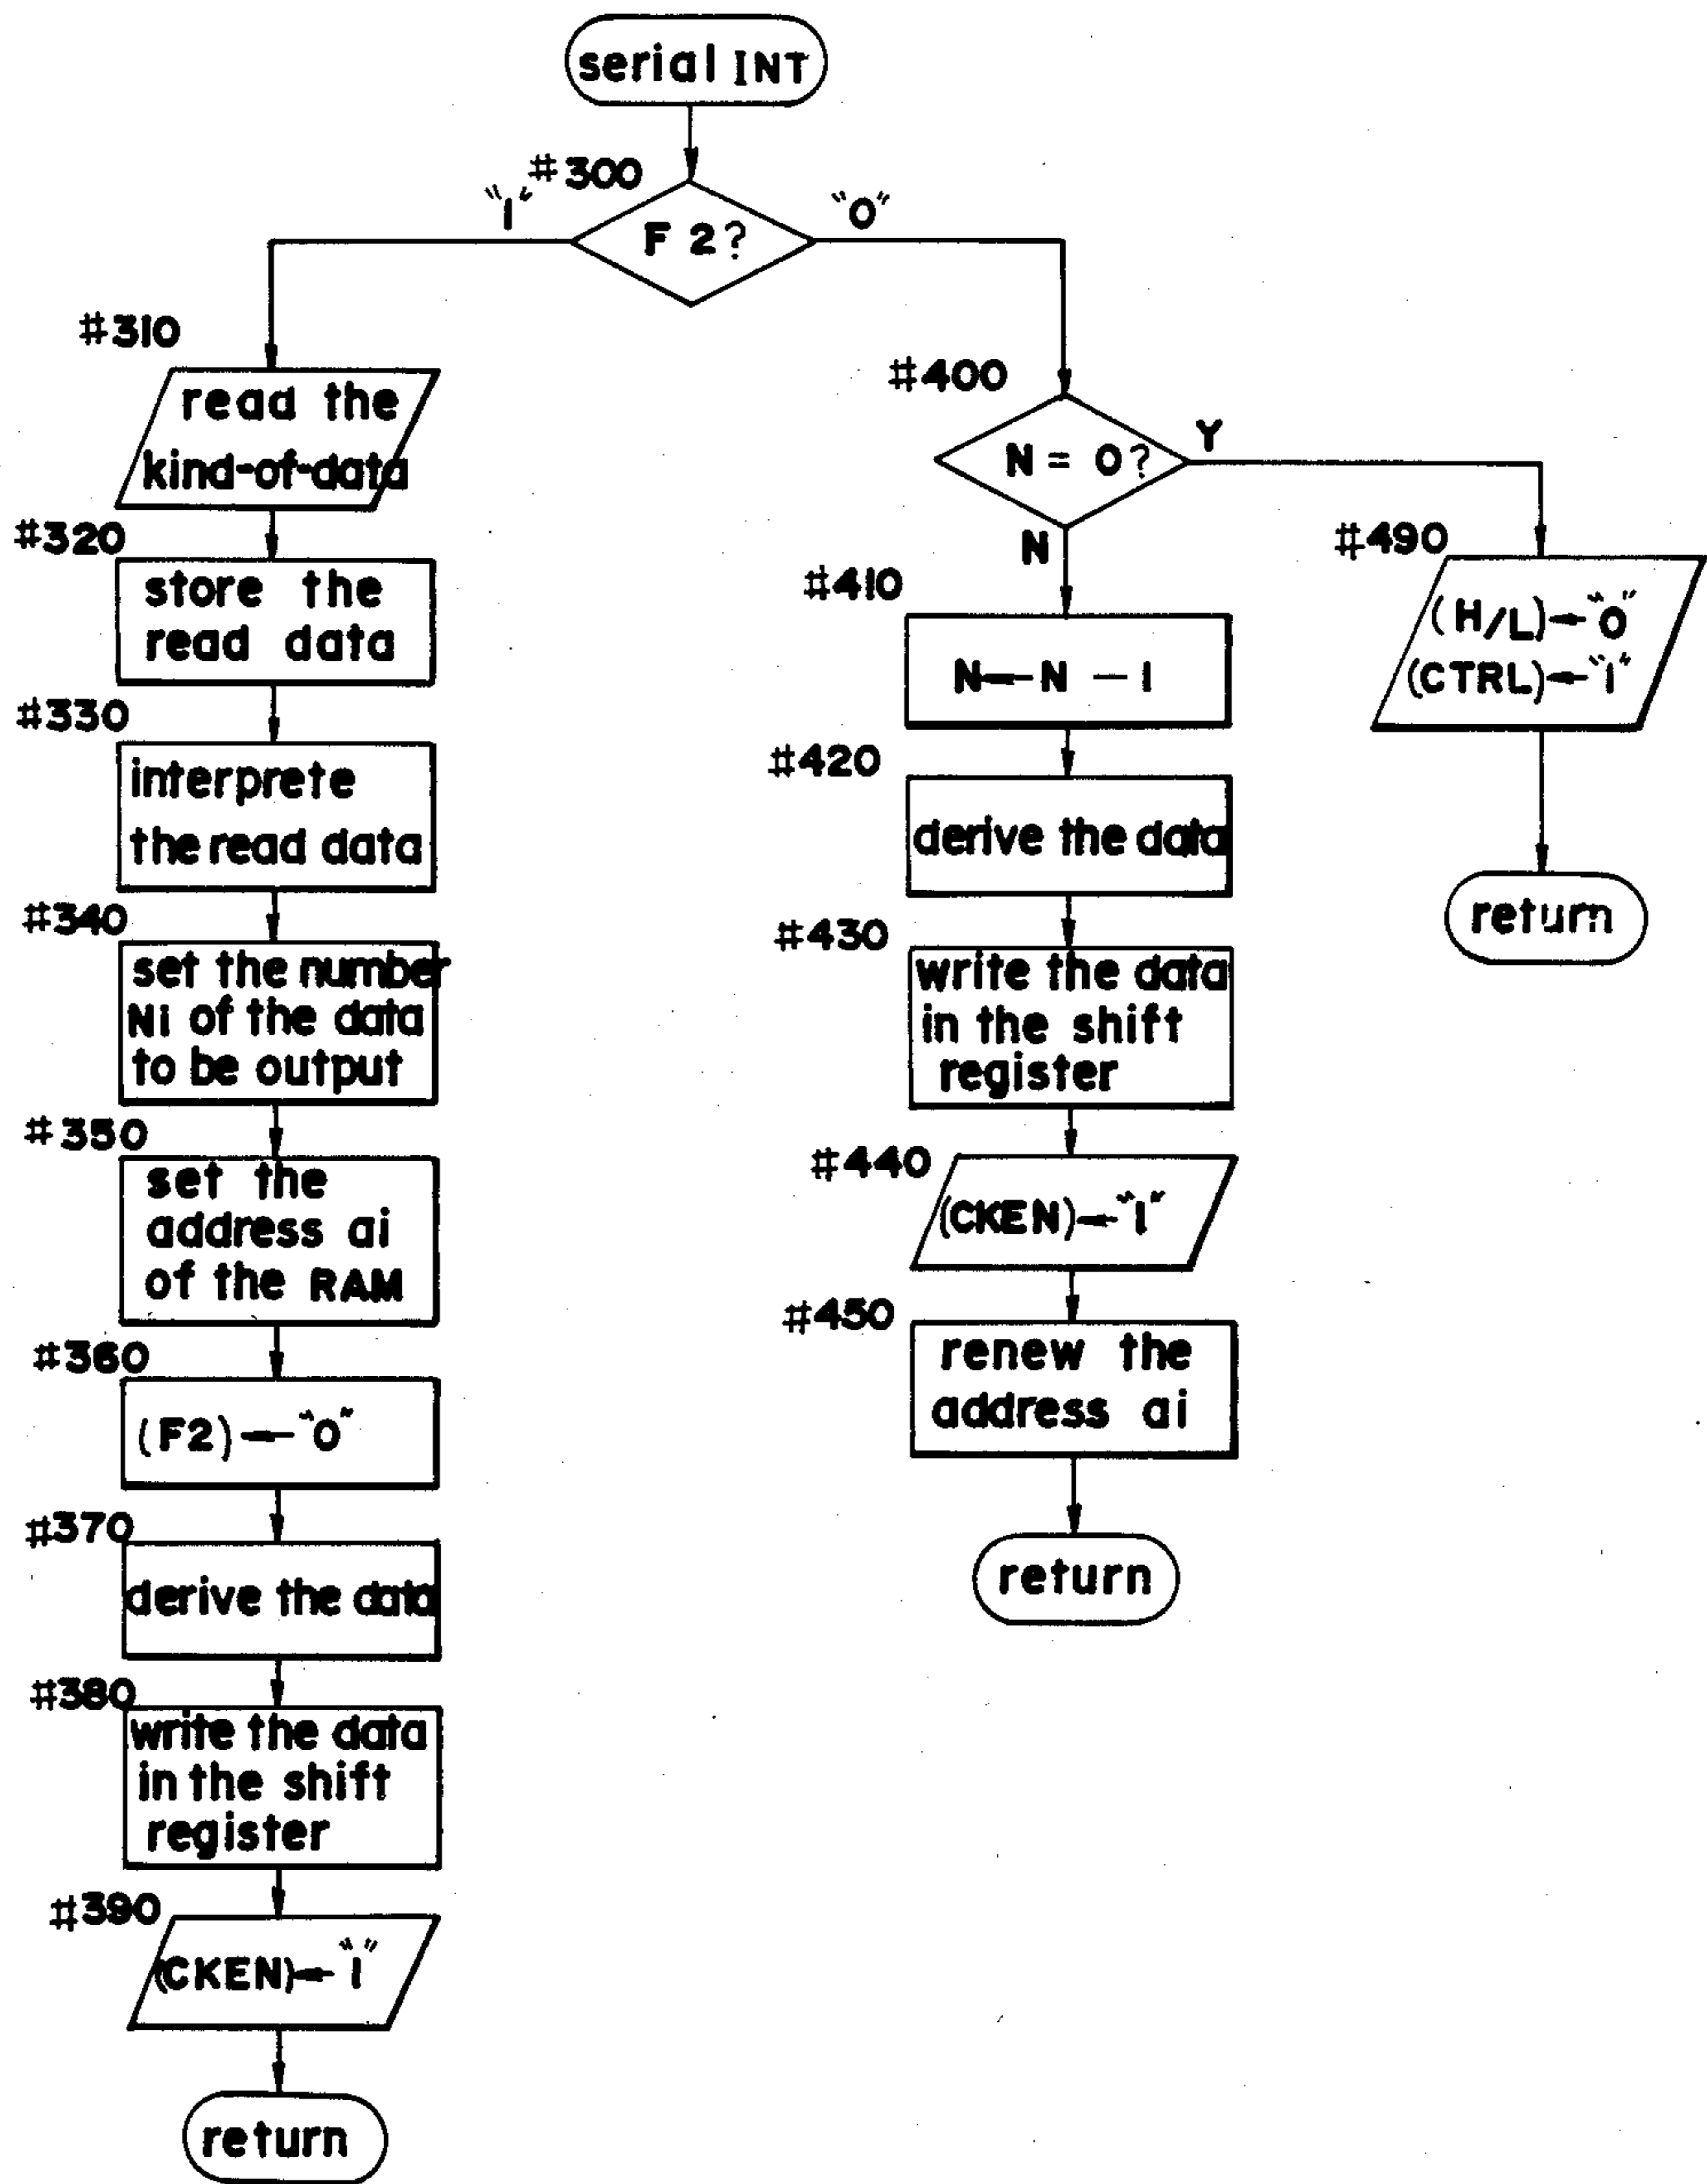 serial INT
#300
"1"
F 2?
"0"
#310
read the
kind-of-data
#320
store the
read data
#330
interprete
the read data
#340
set the number
Ni of the data
to be output
#350
set the
address ai
of the RAM
#360
(F2)←"0"
#370
derive the data
#380
write the data
in the shift
register
#390
(CKEN)←"1"
return
#400
N = 0?
Y
N
#410
N←N - 1
#420
derive the data
#430
write the data
in the shift
register
#440
(CKEN)←"1"
#450
renew the
address ai
return
#490
(H/L)←"0"
(CTRL)←"1"
return